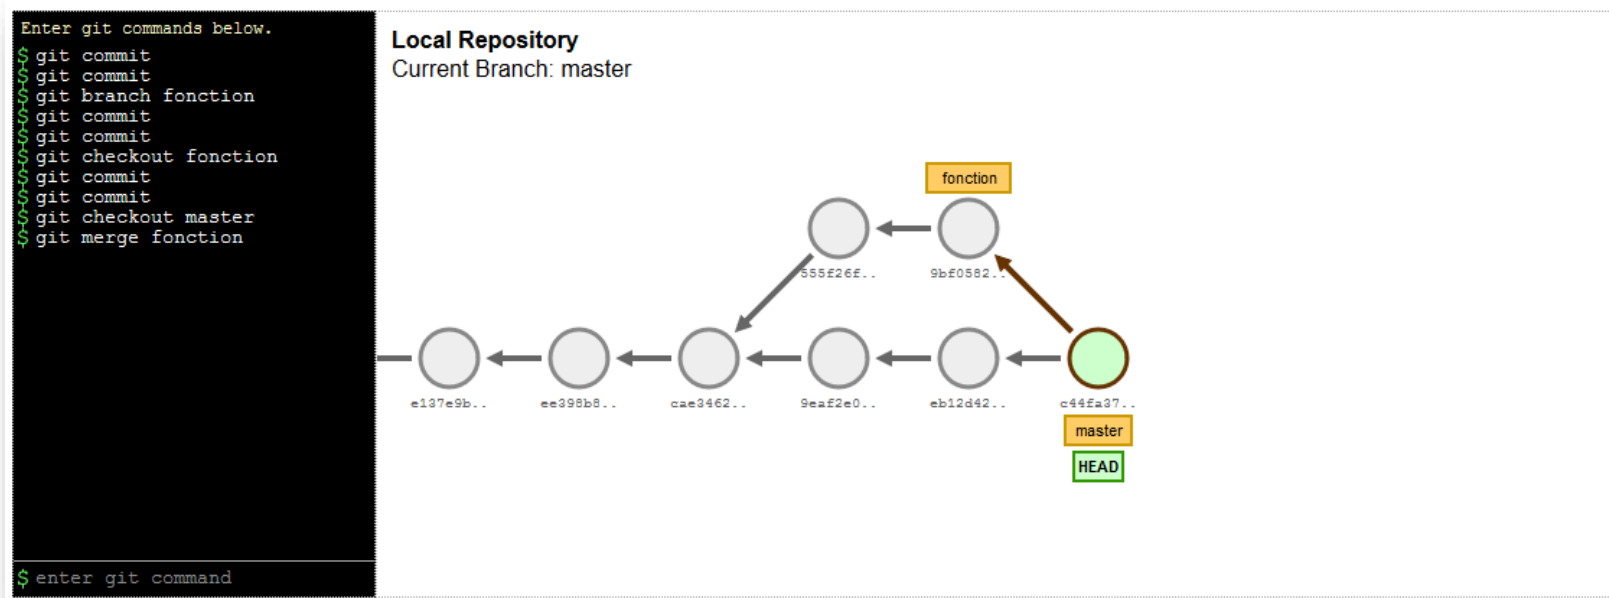 Enter git commands below.
$ git commit
$ git commit
$ git branch fonction
$ git commit
$ git commit
$ git checkout fonction
$ git commit
$ git commit
$ git checkout master
$ git merge fonction
$ enter git command
Local Repository
Current Branch: master
fonction
555f26f.. 9bf0582..
e137e9b.. ee398b8.. cae3462.. 9eaf2e0.. eb12d42.. c44fa37..
master
HEAD